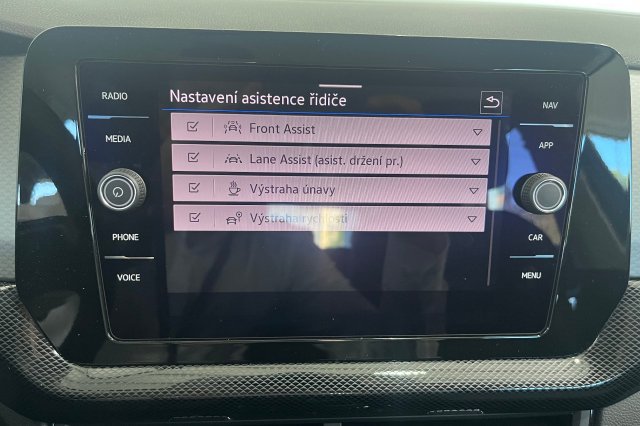 Nastavení asistence řidiče
Front Assist
Lane Assist (asist. držení pr.)
Výstraha únavy
Výstraha rychlosti
RADIO
MEDIA
PHONE
VOICE
NAV
APP
CAR
MENU